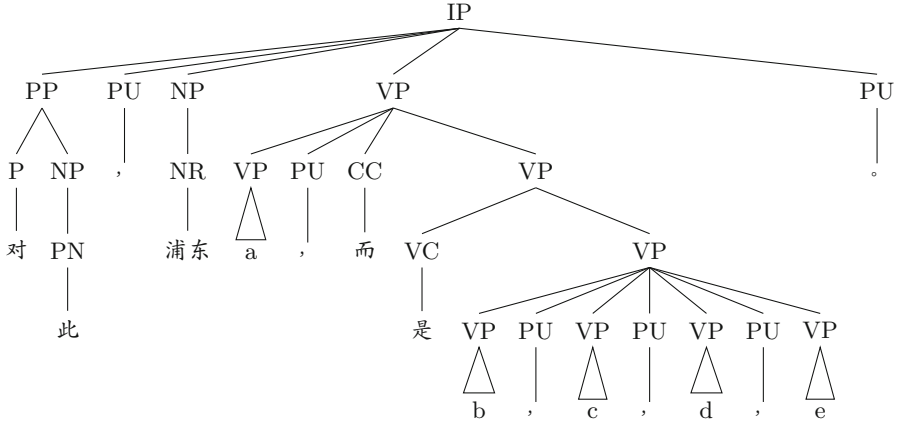 IP
PP PU NP VP PU
P NP , NR VP PU CC VP 。
对 PN 浦东 a , 而 VC VP
此 是 VP PU VP PU VP PU VP
b , c , d , e